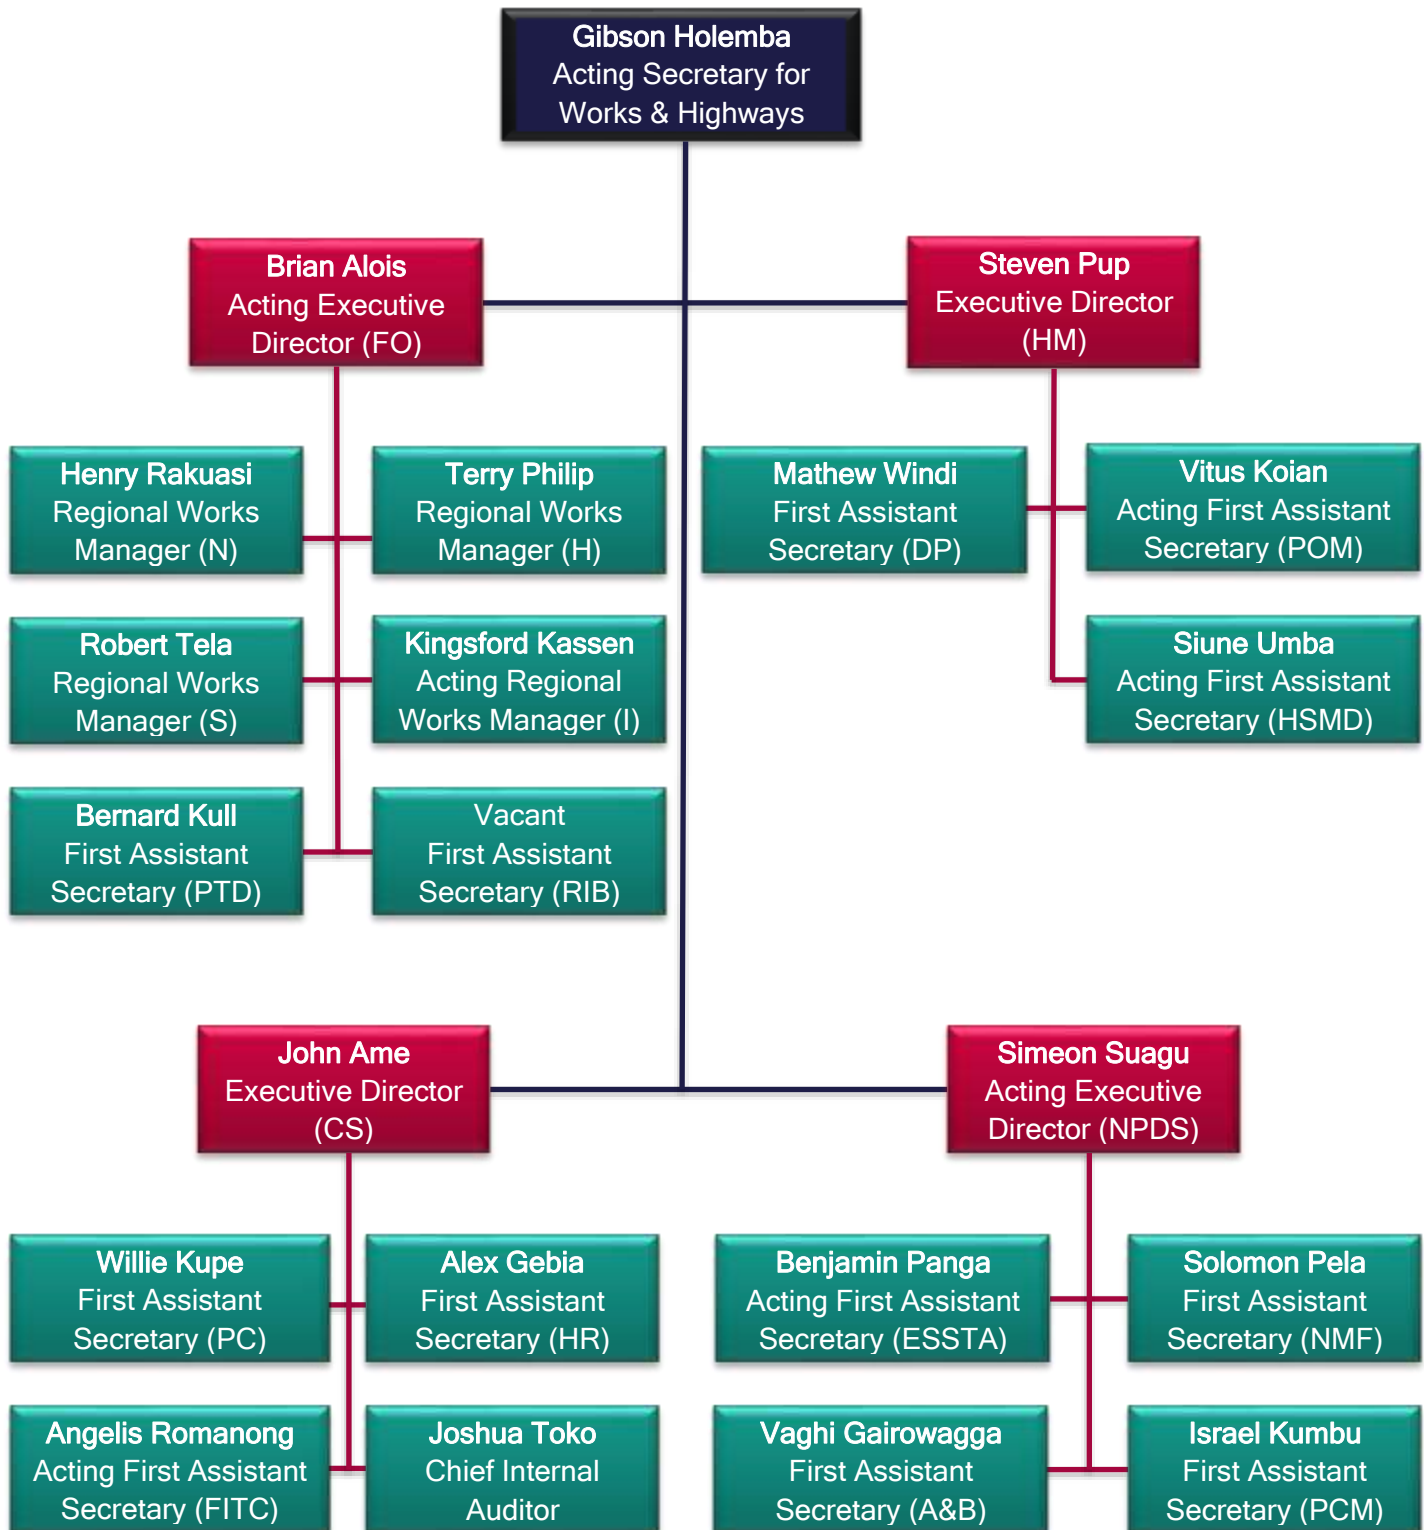 Gibson Holemba
Acting Secretary for
Works & Highways
Brian Alois
Acting Executive
Director (FO)
Steven Pup
Executive Director
(HM)
Henry Rakuasi
Regional Works
Manager (N)
Terry Philip
Regional Works
Manager (H)
Mathew Windi
First Assistant
Secretary (DP)
Vitus Koian
Acting First Assistant
Secretary (POM)
Robert Tela
Regional Works
Manager (S)
Kingsford Kassen
Acting Regional
Works Manager (I)
Siune Umba
Acting First Assistant
Secretary (HSMD)
Bernard Kull
First Assistant
Secretary (PTD)
Vacant
First Assistant
Secretary (RIB)
John Ame
Executive Director
(CS)
Simeon Suagu
Acting Executive
Director (NPDS)
Willie Kupe
First Assistant
Secretary (PC)
Alex Gebia
First Assistant
Secretary (HR)
Benjamin Panga
Acting First Assistant
Secretary (ESSTA)
Solomon Pela
First Assistant
Secretary (NMF)
Angelis Romanong
Acting First Assistant
Secretary (FITC)
Joshua Toko
Chief Internal
Auditor
Vaghi Gairowagga
First Assistant
Secretary (A&B)
Israel Kumbu
First Assistant
Secretary (PCM)